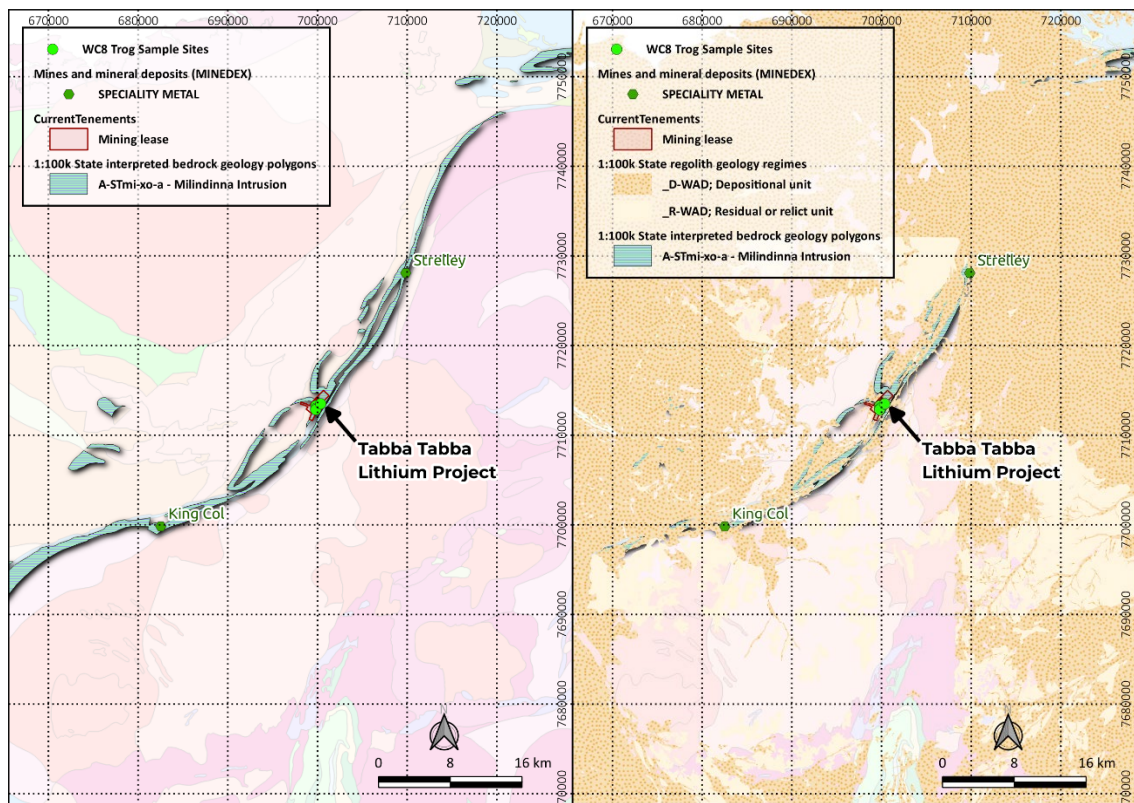 670000 680000 690000 700000 710000 720000
WC8 Trog Sample Sites
Mines and mineral deposits (MINEDEX)
SPECIALITY METAL
CurrentTenements
Mining lease
1:100k State interpreted bedrock geology polygons
A-STmi-xo-a - Milindinna Intrusion
Strelley
Tabba Tabba
Lithium Project
King Col
7750000
7740000
7730000
7720000
7710000
7700000
7690000
7680000
7670000
0 8 16 km
670000 680000 690000 700000 710000 720000
WC8 Trog Sample Sites
Mines and mineral deposits (MINEDEX)
SPECIALITY METAL
CurrentTenements
Mining lease
1:100k State regolith geology regimes
_D-WAD; Depositional unit
_R-WAD; Residual or relict unit
1:100k State interpreted bedrock geology polygons
A-STmi-xo-a - Milindinna Intrusion
Strelley
Tabba Tabba
Lithium Project
King Col
7750000
7740000
7730000
7720000
7710000
7700000
7690000
7680000
7670000
0 8 16 km